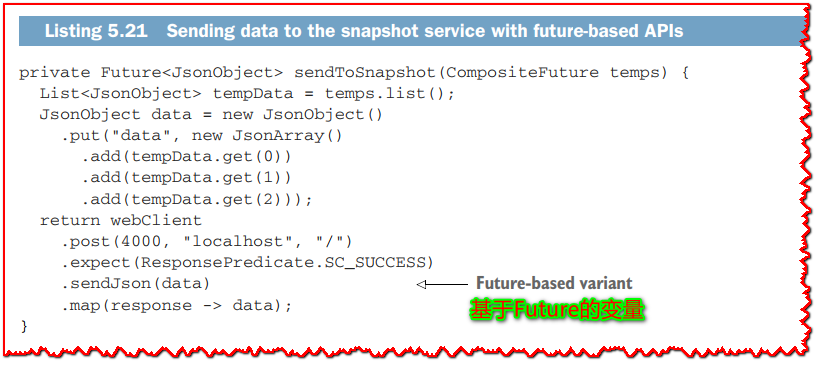 Listing 5.21 Sending data to the snapshot service with future-based APIs
private Future<JsonObject> sendToSnapshot(CompositeFuture temps) {
  List<JsonObject> tempData = temps.list();
  JsonObject data = new JsonObject()
    .put("data", new JsonArray()
      .add(tempData.get(0))
      .add(tempData.get(1))
      .add(tempData.get(2)));
  return webClient
    .post(4000, "localhost", "/")
    .expect(ResponsePredicate.SC_SUCCESS)
    .sendJson(data)
Future-based variant
基于Future的变量
    .map(response -> data);
}